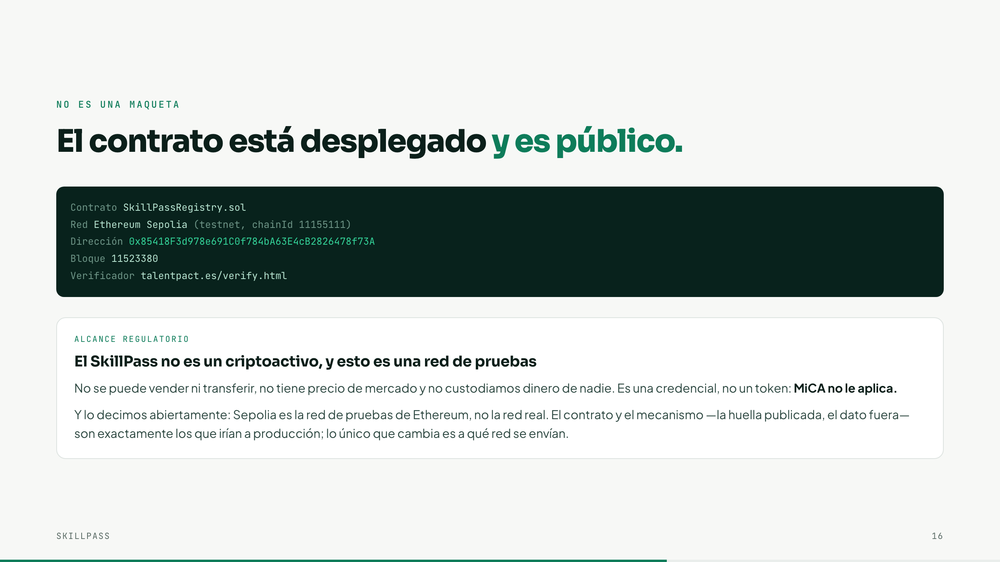 NO ES UNA MAQUETA
El contrato está desplegado y es público.
Contrato SkillPassRegistry.sol
Red Ethereum Sepolia (testnet, chainId 11155111)
Dirección 0x85418F3d978e691C0f784bA63E4cB2826478f73A
Bloque 11523380
Verificador talentpact.es/verify.html
ALCANCE REGULATORIO
El SkillPass no es un criptoactivo, y esto es una red de pruebas
No se puede vender ni transferir, no tiene precio de mercado y no custodiamos dinero de nadie. Es una credencial, no un token: MiCA no le aplica.
Y lo decimos abiertamente: Sepolia es la red de pruebas de Ethereum, no la red real. El contrato y el mecanismo —la huella publicada, el dato fuera—
son exactamente los que irían a producción; lo único que cambia es a qué red se envían.
SKILLPASS
16